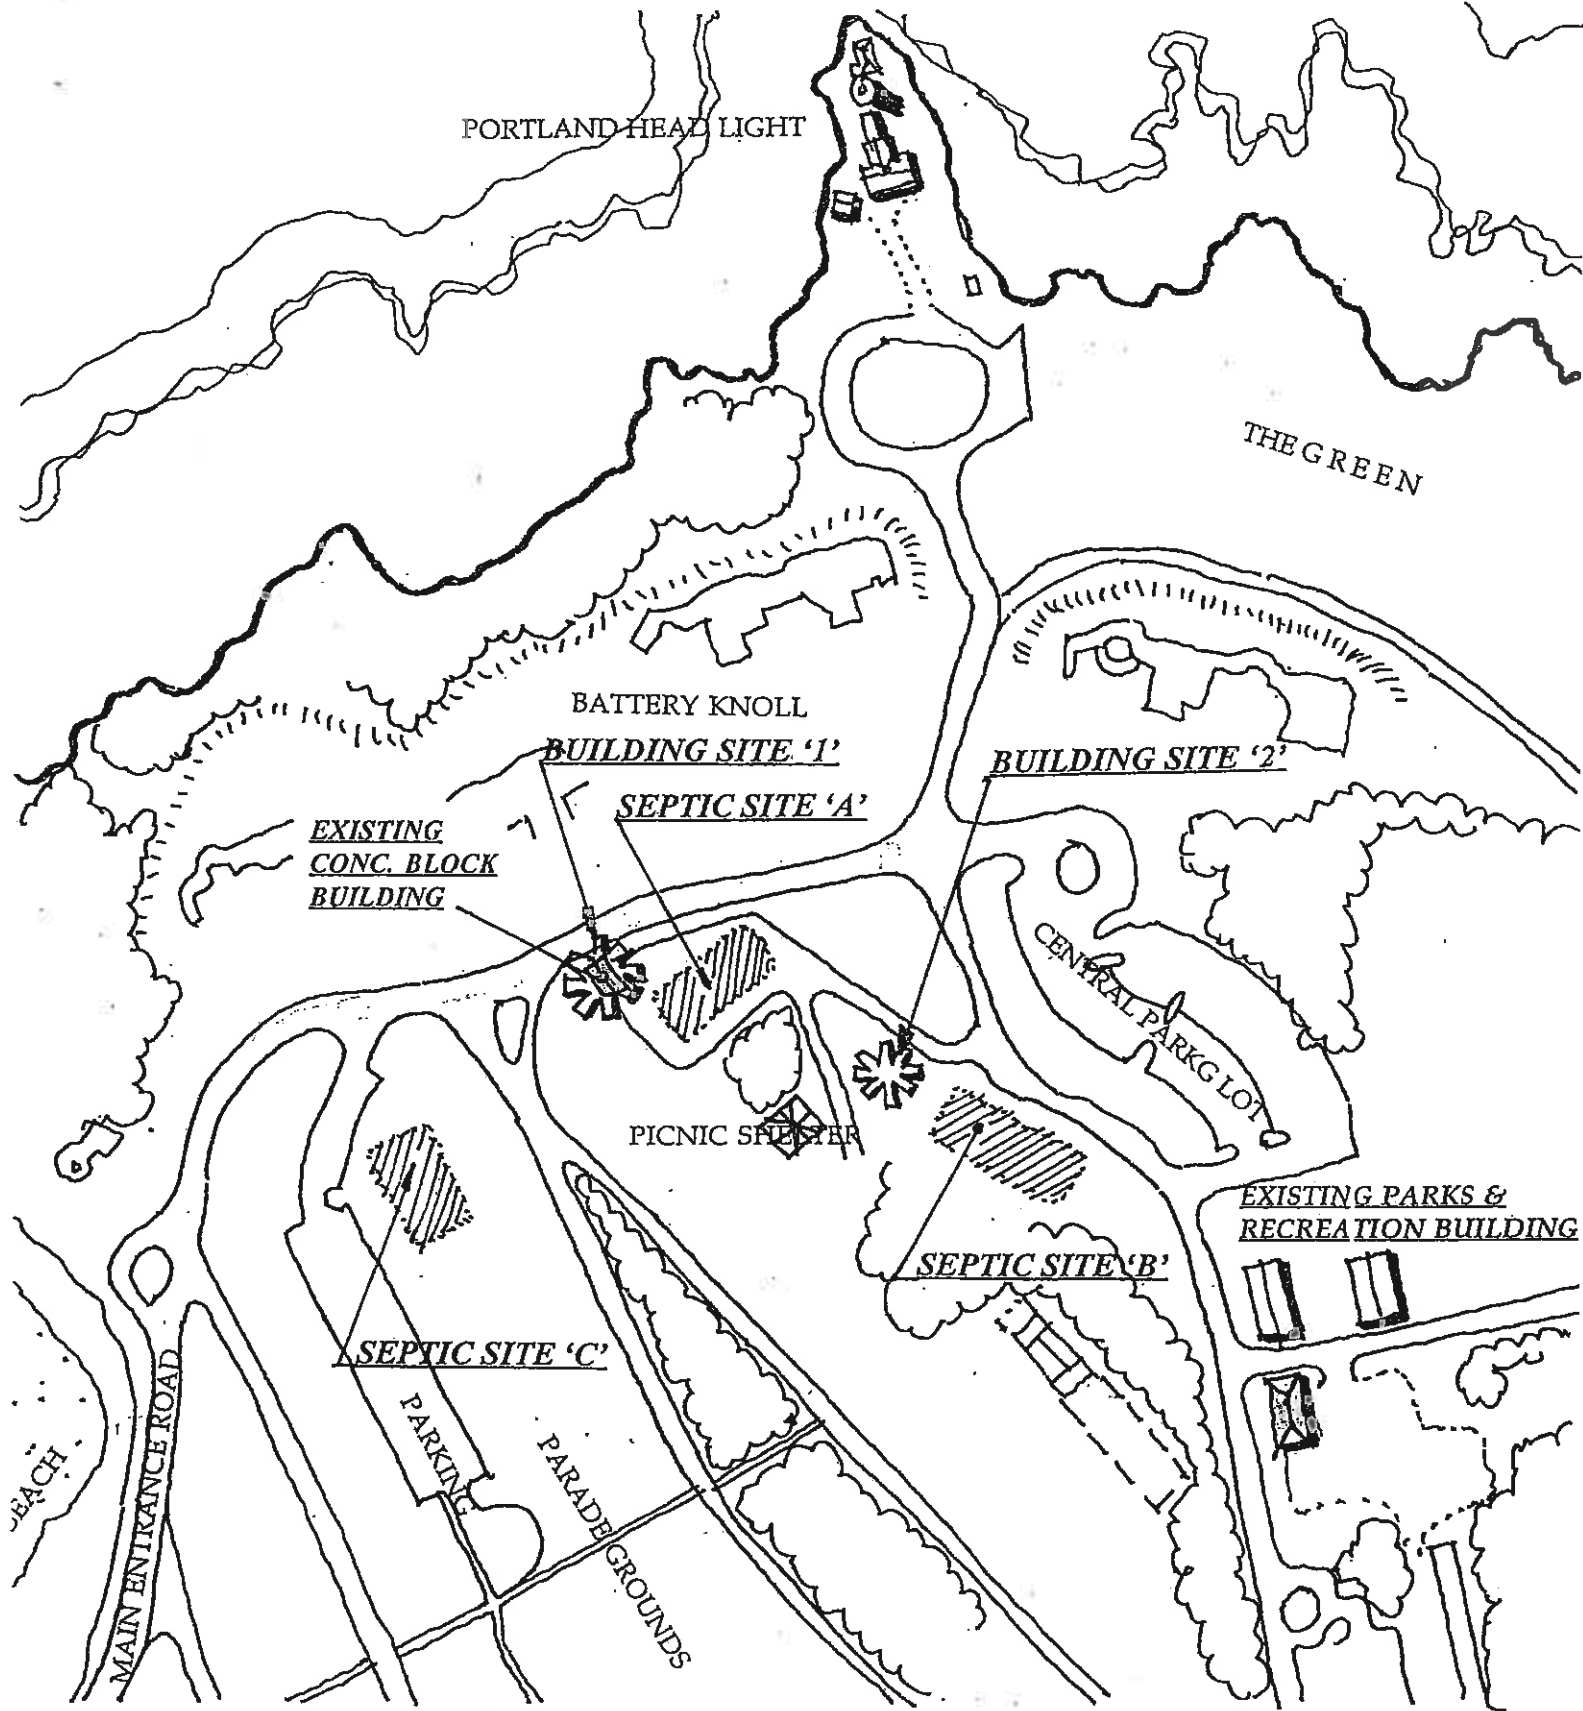 PORTLAND HEAD LIGHT
THE GREEN
BATTERY KNOLL
BUILDING SITE '1'
BUILDING SITE '2'
SEPTIC SITE 'A'
EXISTING
CONC. BLOCK
BUILDING
CENTRAL PARKG LOT
PICNIC SHELTER
EXISTING PARKS &
RECREATION BUILDING
SEPTIC SITE 'B'
SEPTIC SITE 'C'
PARKING
PARADE GROUNDS
MAIN ENTRANCE ROAD
BEACH